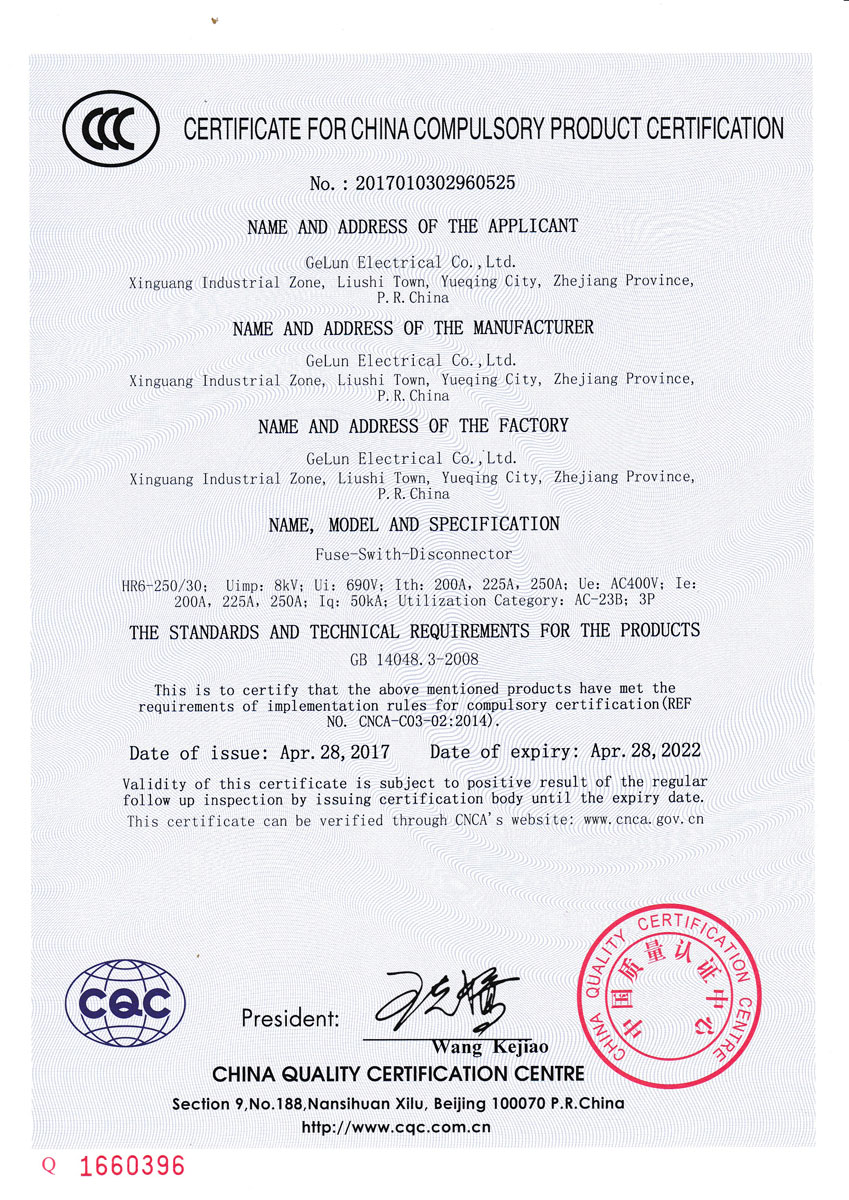 CCC
CERTIFICATE FOR CHINA COMPULSORY PRODUCT CERTIFICATION
No. : 2017010302960525
NAME AND ADDRESS OF THE APPLICANT
GeLun Electrical Co.,Ltd.
Xinguang Industrial Zone, Liushi Town, Yueqing City, Zhejiang Province,
P.R.China
NAME AND ADDRESS OF THE MANUFACTURER
GeLun Electrical Co.,Ltd.
Xinguang Industrial Zone, Liushi Town, Yueqing City, Zhejiang Province,
P.R.China
NAME AND ADDRESS OF THE FACTORY
GeLun Electrical Co.,Ltd.
Xinguang Industrial Zone, Liushi Town, Yueqing City, Zhejiang Province,
P.R.China
NAME, MODEL AND SPECIFICATION
Fuse-Swith-Disconnector
HR6-250/30; Uimp: 8kV; Ui: 690V; Ith: 200A, 225A, 250A; Ue: AC400V; Ie:
200A, 225A, 250A; Iq: 50kA; Utilization Category: AC-23B; 3P
THE STANDARDS AND TECHNICAL REQUIREMENTS FOR THE PRODUCTS
GB 14048.3-2008
This is to certify that the above mentioned products have met the
requirements of implementation rules for compulsory certification(REF
NO. CNCA-C03-02:2014).
Date of issue: Apr.28,2017 Date of expiry: Apr.28,2022
Validity of this certificate is subject to positive result of the regular
follow up inspection by issuing certification body until the expiry date.
This certificate can be verified through CNCA's website: www.cnca.gov.cn
CQC
President:
王克娇
Wang Kejiao
CHINA QUALITY CERTIFICATION CENTRE
中国质量认证中心
CHINA QUALITY CERTIFICATION CENTRE
Section 9,No.188,Nansihuan Xilu, Beijing 100070 P.R.China
http://www.cqc.com.cn
Q 1660396